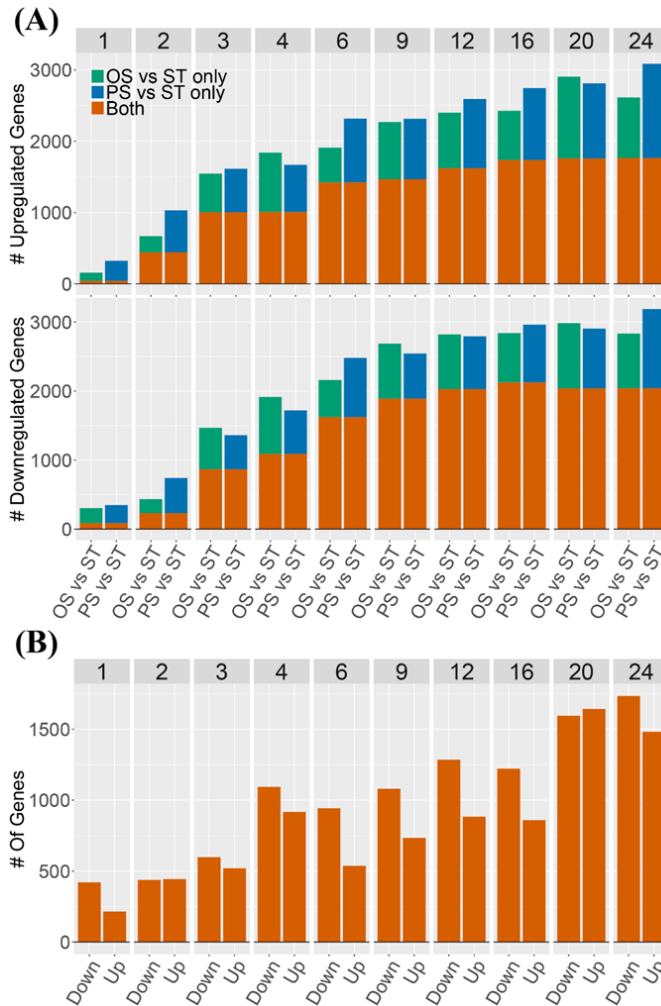 (A)
1 2 3 4 6 9 12 16 20 24
OS vs ST only
PS vs ST only
Both
# Upregulated Genes
3000
2000
1000
0
# Downregulated Genes
3000
2000
1000
0
OS vs ST PS vs ST OS vs ST PS vs ST OS vs ST PS vs ST OS vs ST PS vs ST OS vs ST PS vs ST OS vs ST PS vs ST OS vs ST PS vs ST OS vs ST PS vs ST OS vs ST PS vs ST OS vs ST PS vs ST
(B)
1 2 3 4 6 9 12 16 20 24
# Of Genes
1500
1000
500
0
Down Up Down Up Down Up Down Up Down Up Down Up Down Up Down Up Down Up Down Up